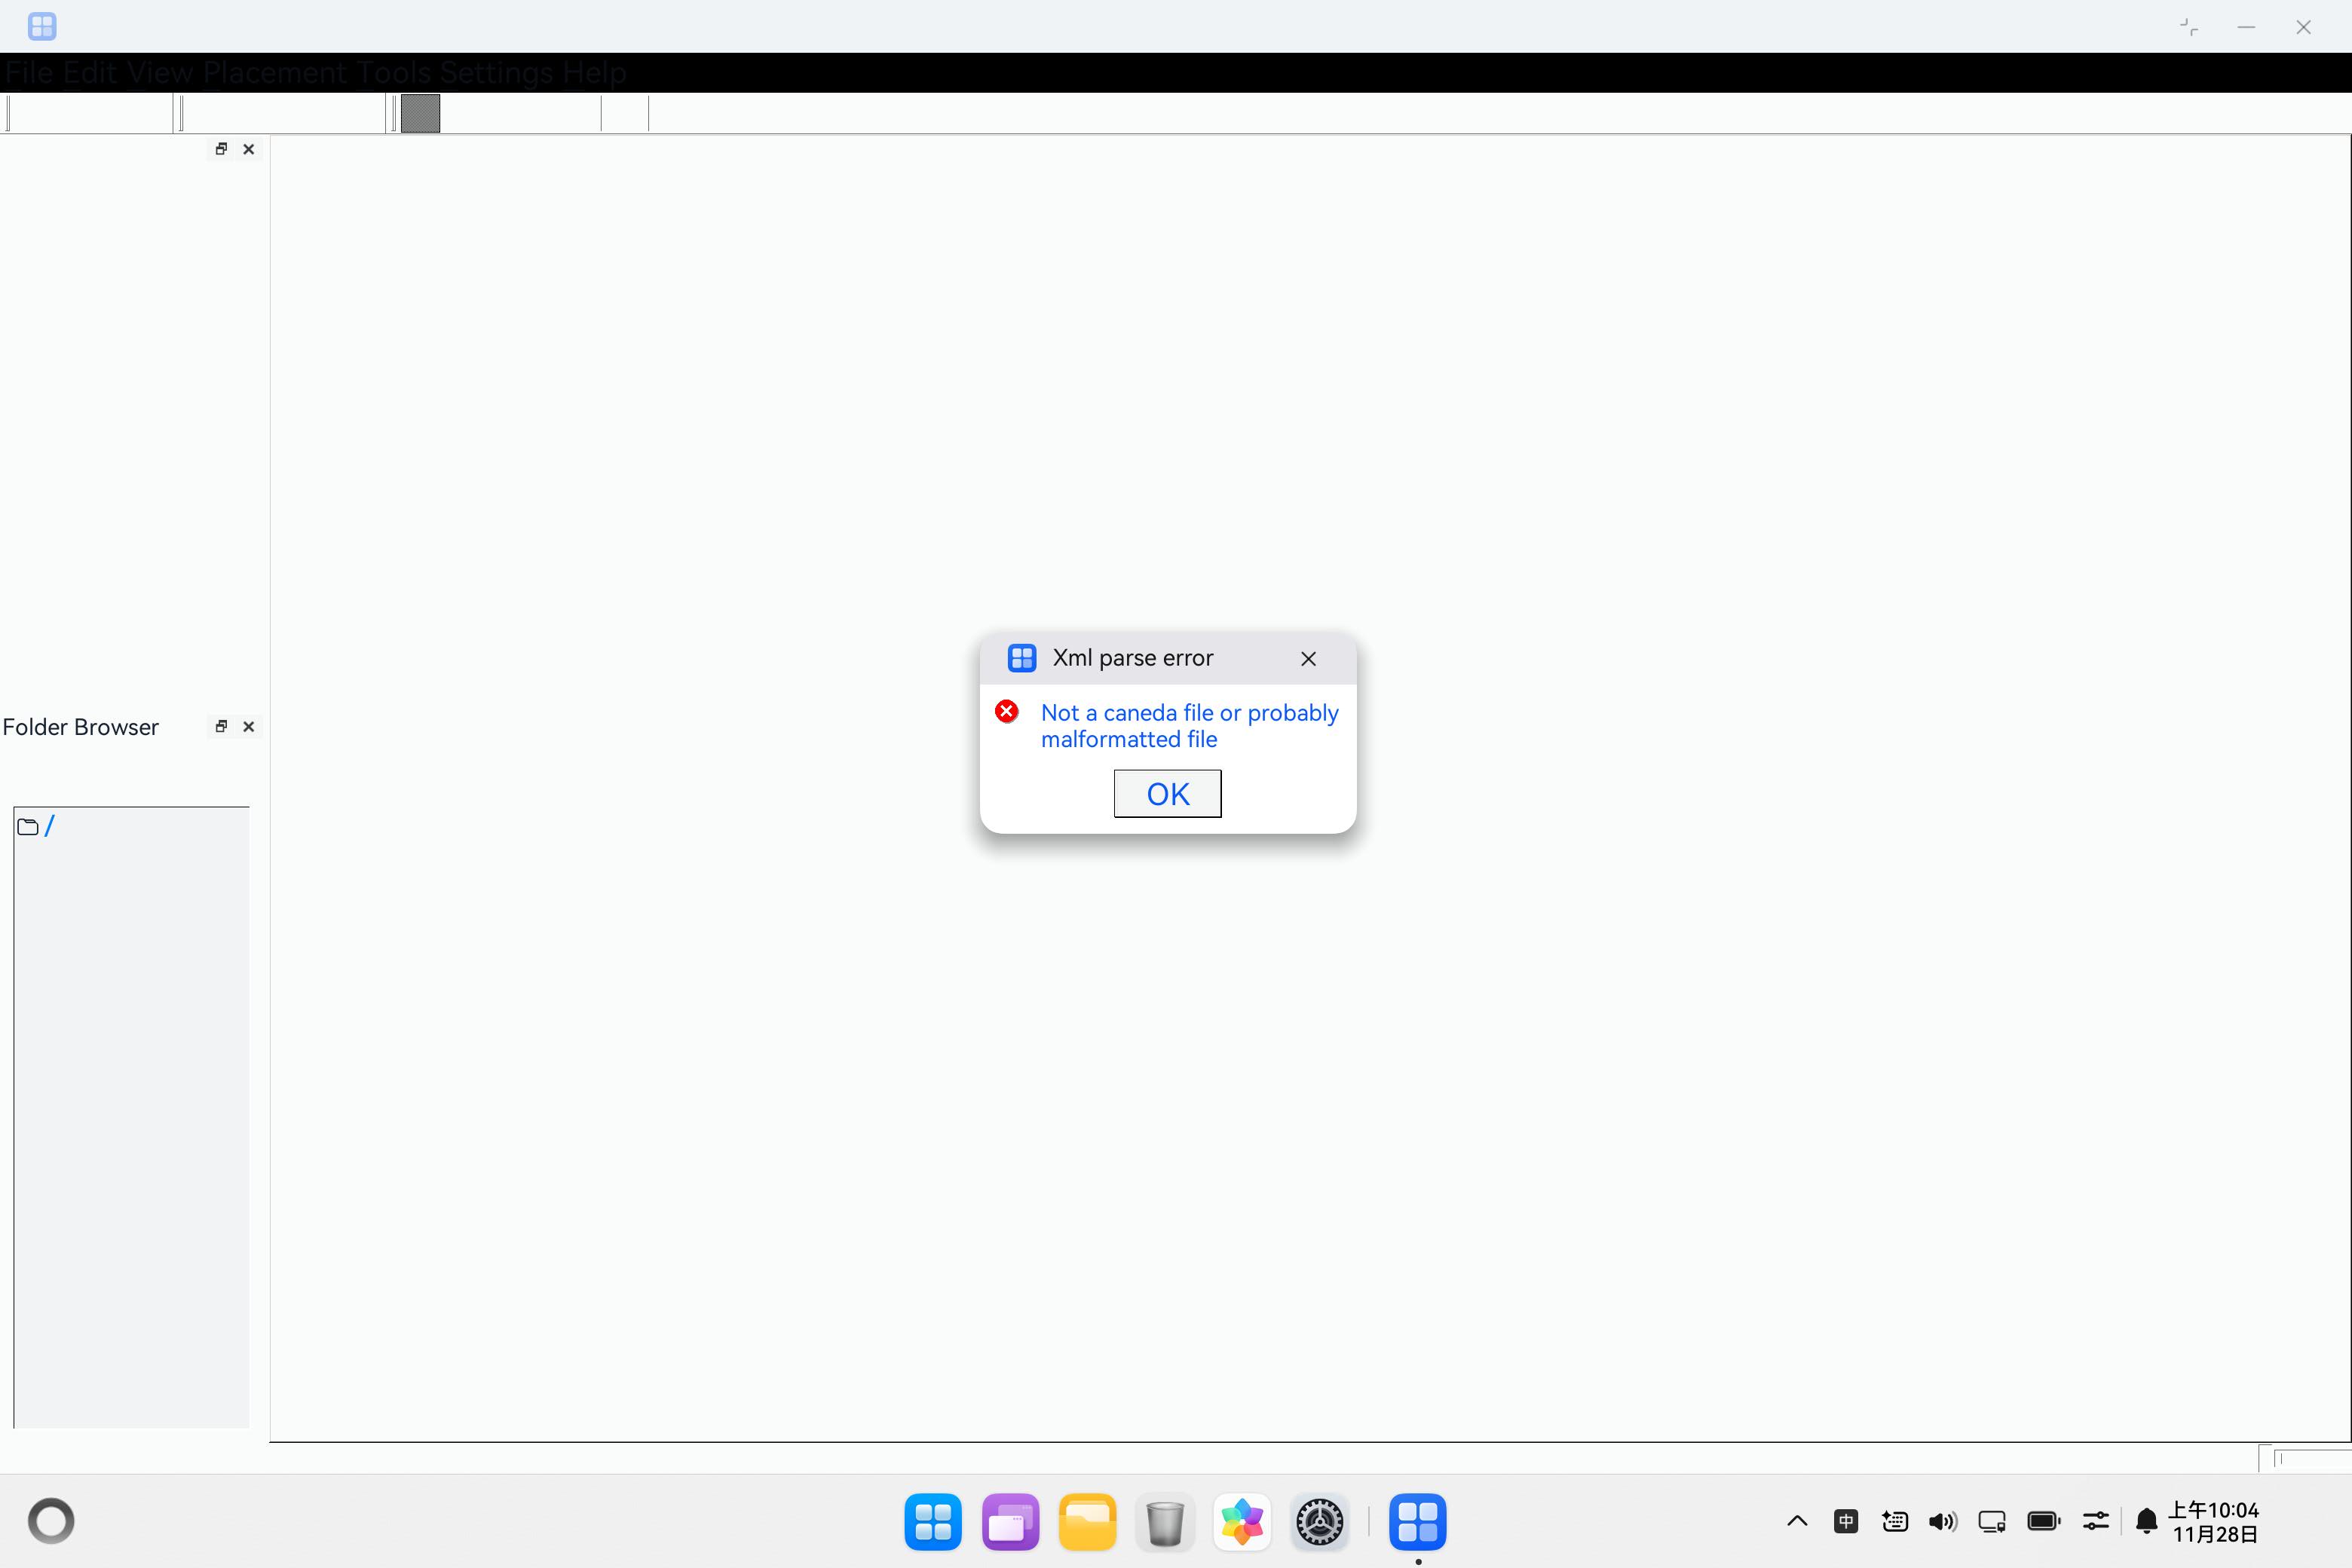 File Edit View Placement Tools Settings Help
Xml parse error
Not a caneda file or probably
malformatted file
OK
Folder Browser
/
中
上午10:04
11月28日